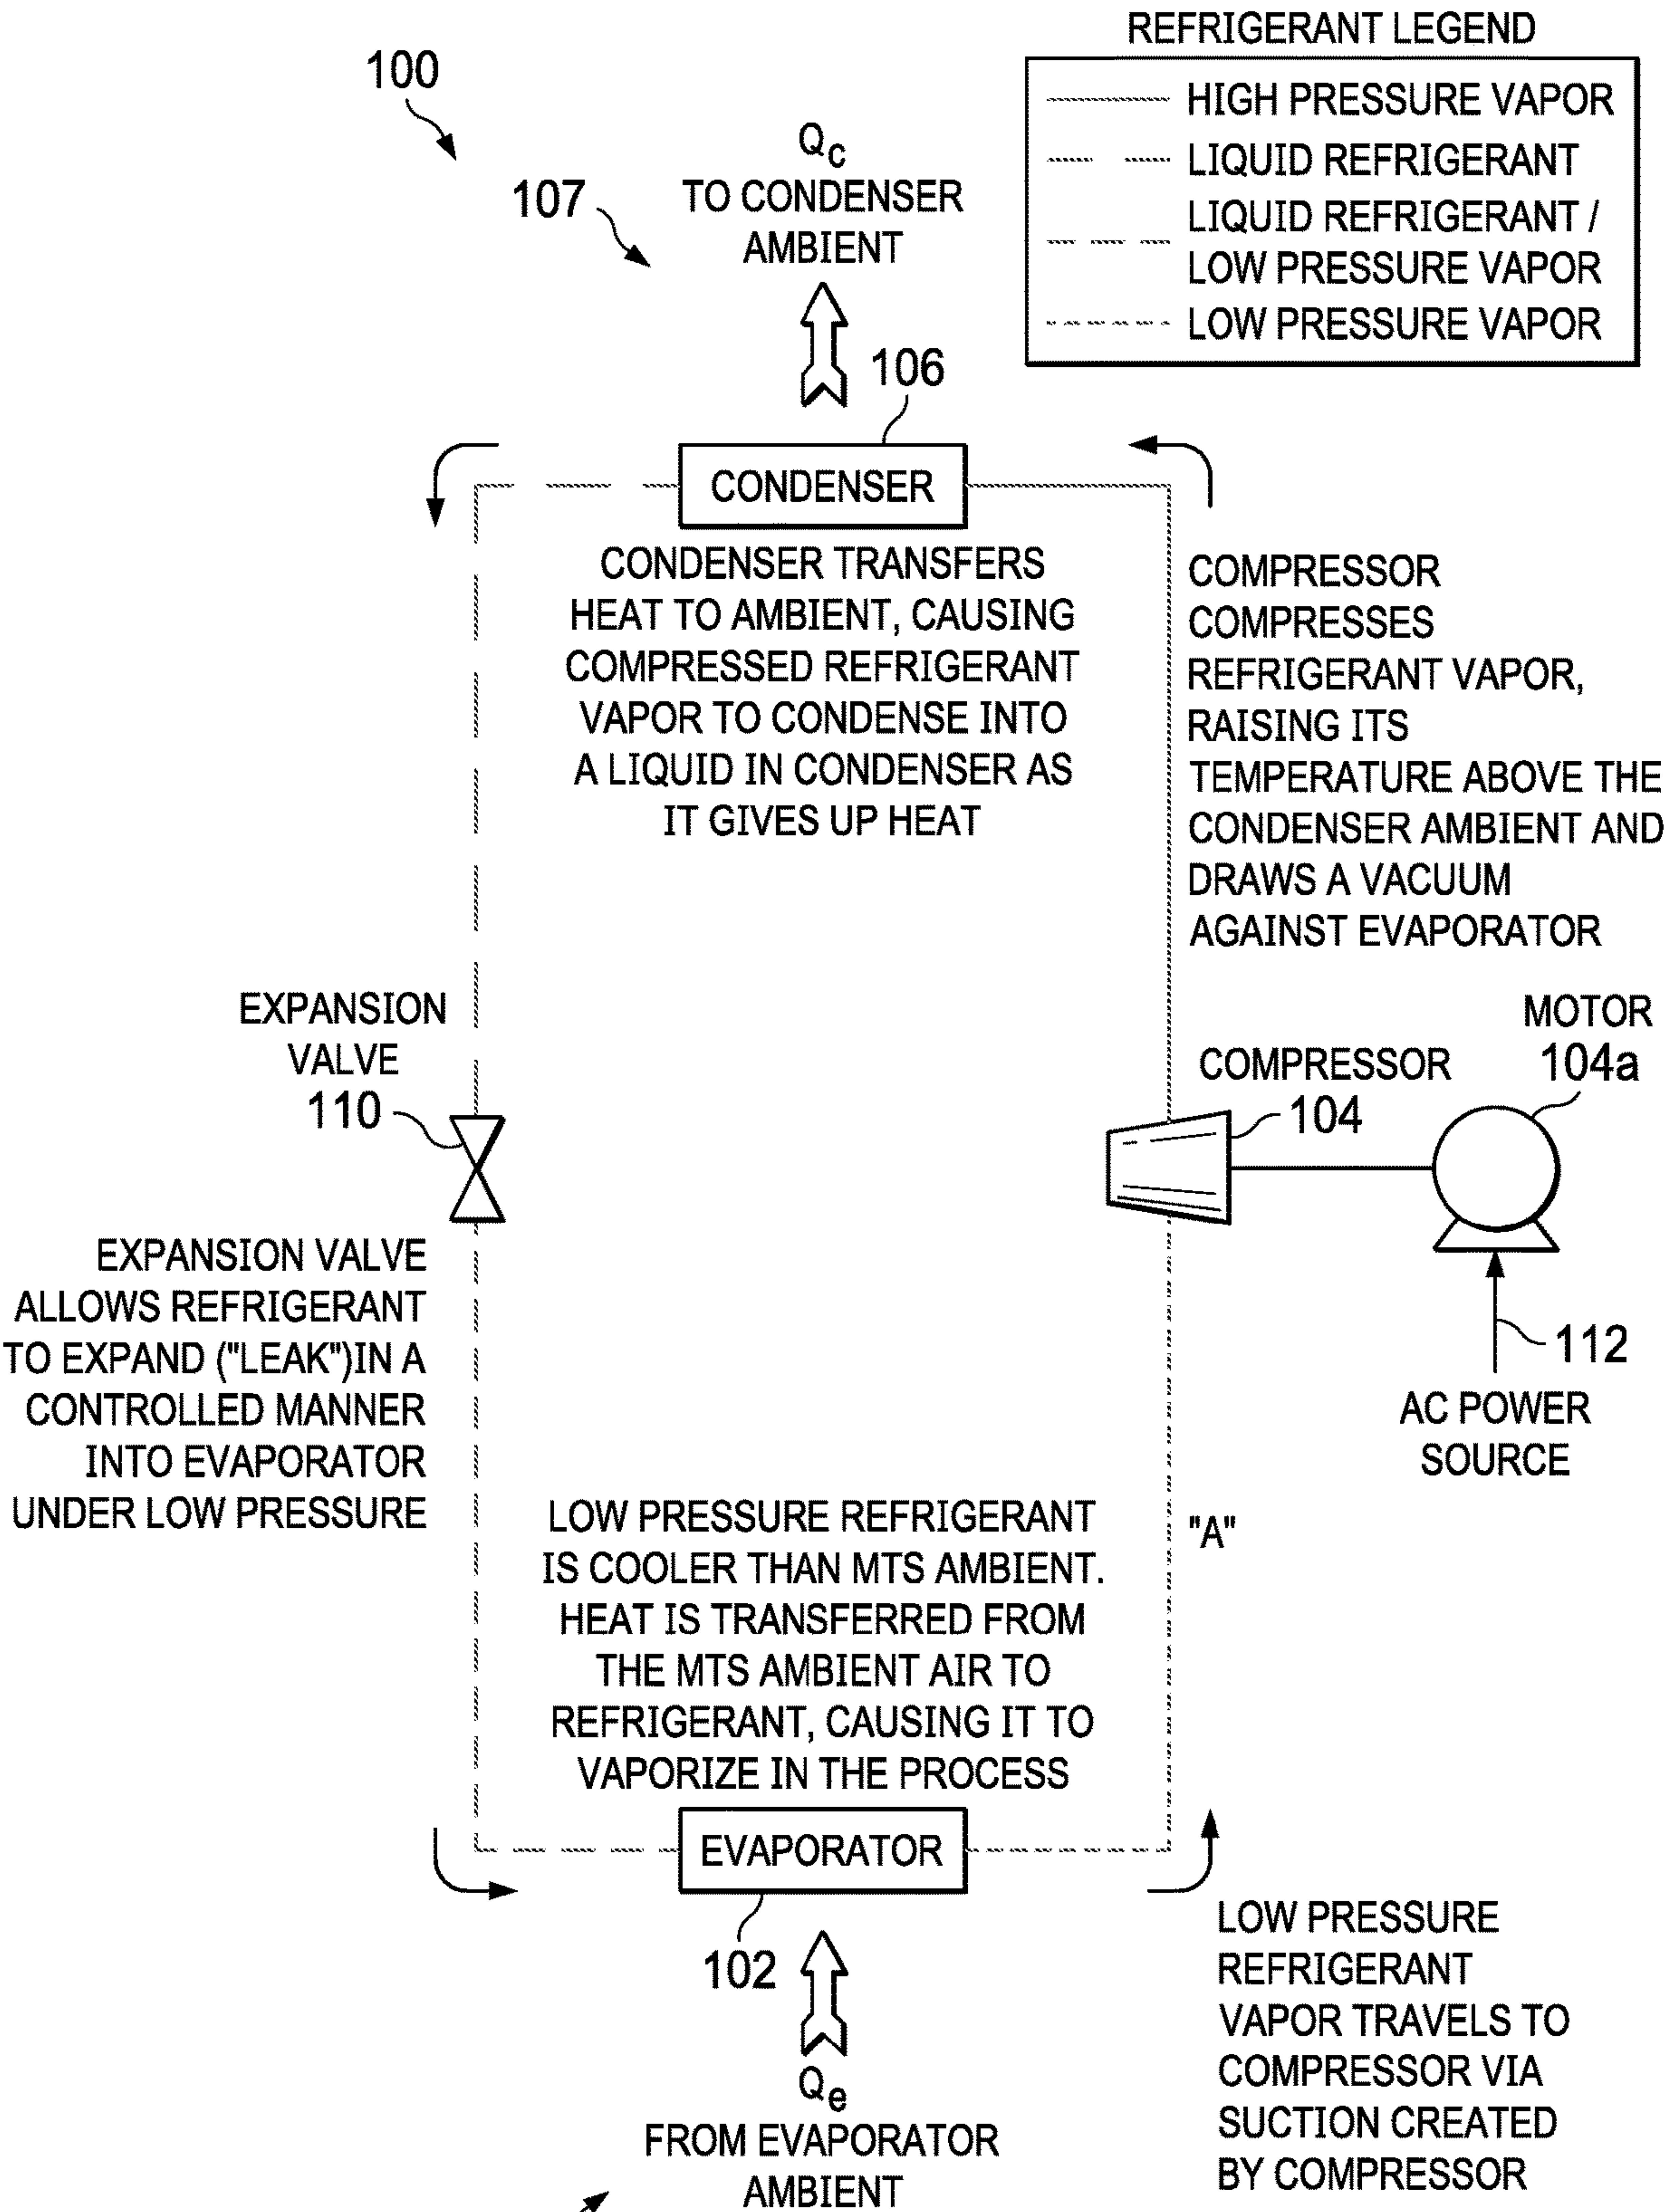 REFRIGERANT LEGEND
HIGH PRESSURE VAPOR
LIQUID REFRIGERANT
LIQUID REFRIGERANT /
LOW PRESSURE VAPOR
LOW PRESSURE VAPOR
100
107
Qc
TO CONDENSER
AMBIENT
106
CONDENSER
CONDENSER TRANSFERS
HEAT TO AMBIENT, CAUSING
COMPRESSED REFRIGERANT
VAPOR TO CONDENSE INTO
A LIQUID IN CONDENSER AS
IT GIVES UP HEAT
COMPRESSOR
COMPRESSES
REFRIGERANT VAPOR,
RAISING ITS
TEMPERATURE ABOVE THE
CONDENSER AMBIENT AND
DRAWS A VACUUM
AGAINST EVAPORATOR
EXPANSION
VALVE
110
COMPRESSOR
104
MOTOR
104a
EXPANSION VALVE
ALLOWS REFRIGERANT
TO EXPAND ("LEAK")IN A
CONTROLLED MANNER
INTO EVAPORATOR
UNDER LOW PRESSURE
112
AC POWER
SOURCE
"A"
LOW PRESSURE REFRIGERANT
IS COOLER THAN MTS AMBIENT.
HEAT IS TRANSFERRED FROM
THE MTS AMBIENT AIR TO
REFRIGERANT, CAUSING IT TO
VAPORIZE IN THE PROCESS
EVAPORATOR
102
Qe
FROM EVAPORATOR
AMBIENT
LOW PRESSURE
REFRIGERANT
VAPOR TRAVELS TO
COMPRESSOR VIA
SUCTION CREATED
BY COMPRESSOR